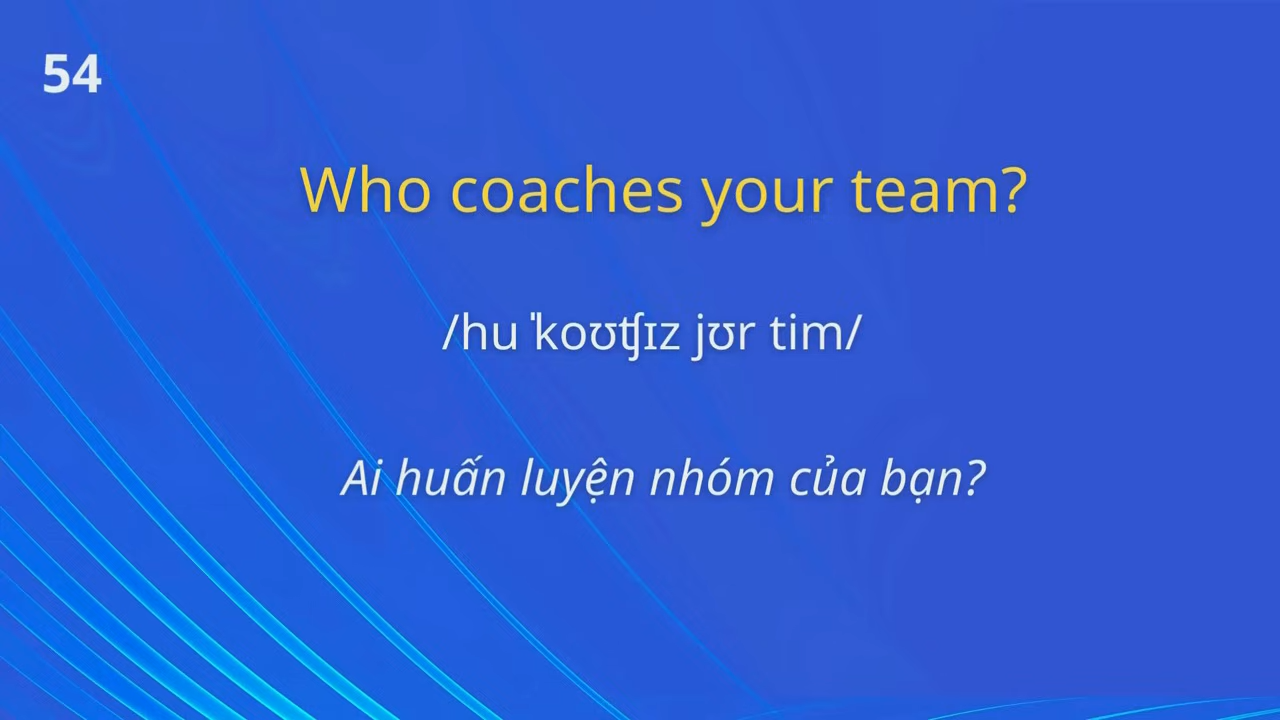 54
Who coaches your team?
/hu ˈkoʊʧɪz jʊr tim/
Ai huấn luyện nhóm của bạn?